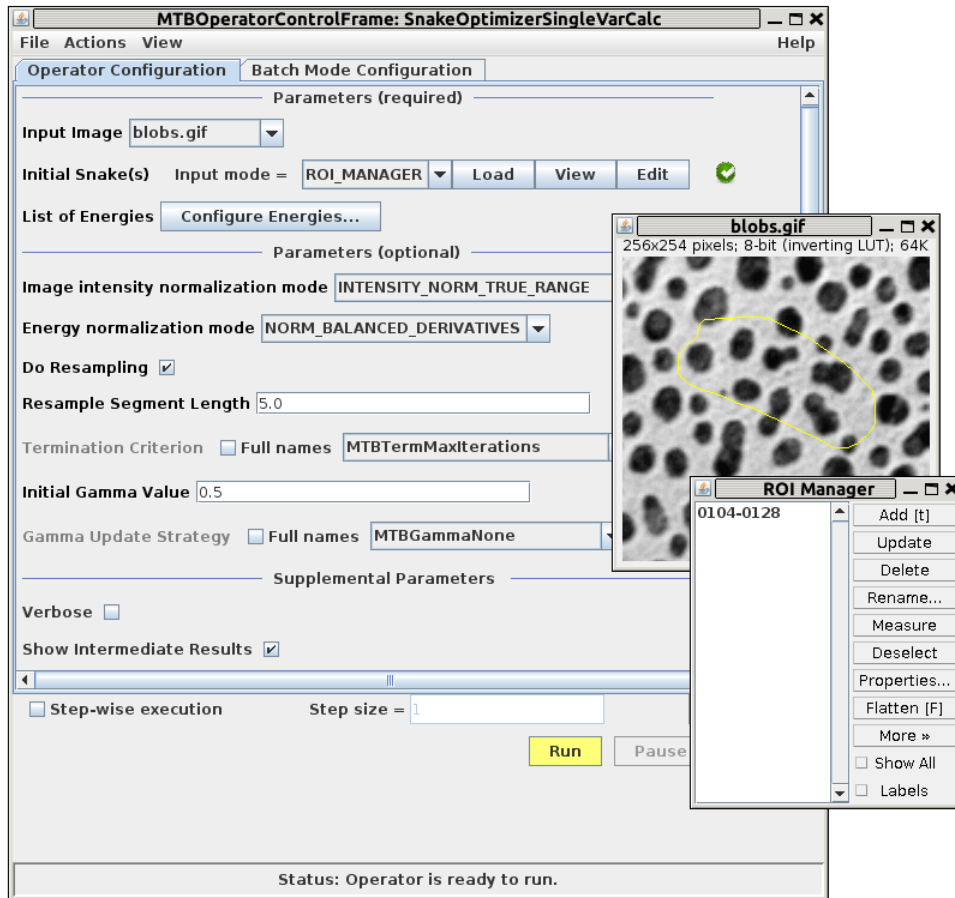 MTBOperatorControlFrame: SnakeOptimizerSingleVarCalc
File Actions View Help
Operator Configuration Batch Mode Configuration
Parameters (required)
Input Image blobs.gif
Initial Snake(s) Input mode = ROI_MANAGER Load View Edit
List of Energies Configure Energies...
Parameters (optional)
Image intensity normalization mode INTENSITY_NORM_TRUE_RANGE
Energy normalization mode NORM_BALANCED_DERIVATIVES
Do Resampling
Resample Segment Length 5.0
Termination Criterion Full names MTBTermMaxIterations
Initial Gamma Value 0.5
Gamma Update Strategy Full names MTBGammaNone
Supplemental Parameters
Verbose
Show Intermediate Results
Step-wise execution Step size = 1
Run Pause
Status: Operator is ready to run.
blobs.gif
256x254 pixels; 8-bit (inverting LUT); 64K
ROI Manager
0104-0128
Add [t]
Update
Delete
Rename...
Measure
Deselect
Properties...
Flatten [F]
More »
Show All
Labels